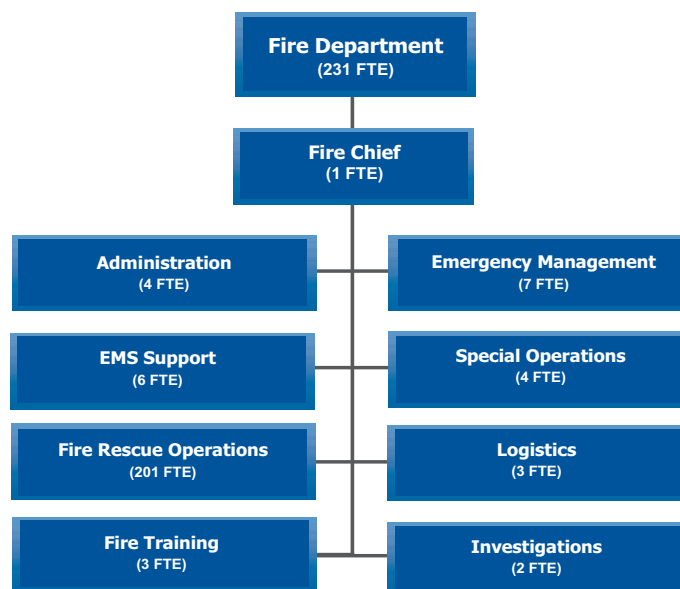 Fire Department
(231 FTE)
Fire Chief
(1 FTE)
Administration
(4 FTE)
Emergency Management
(7 FTE)
EMS Support
(6 FTE)
Special Operations
(4 FTE)
Fire Rescue Operations
(201 FTE)
Logistics
(3 FTE)
Fire Training
(3 FTE)
Investigations
(2 FTE)